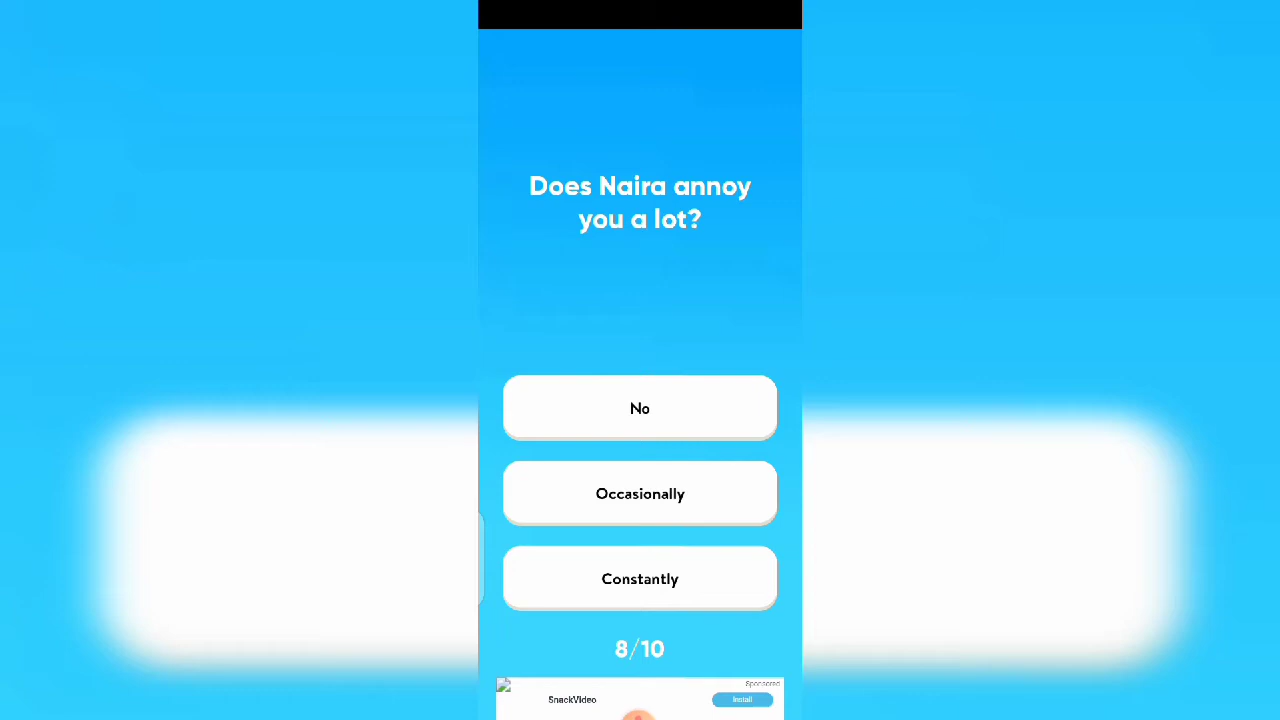 Does Naira annoy
you a lot?
No
Occasionally
Constantly
8/10
Sponsored
SnackVideo
Install